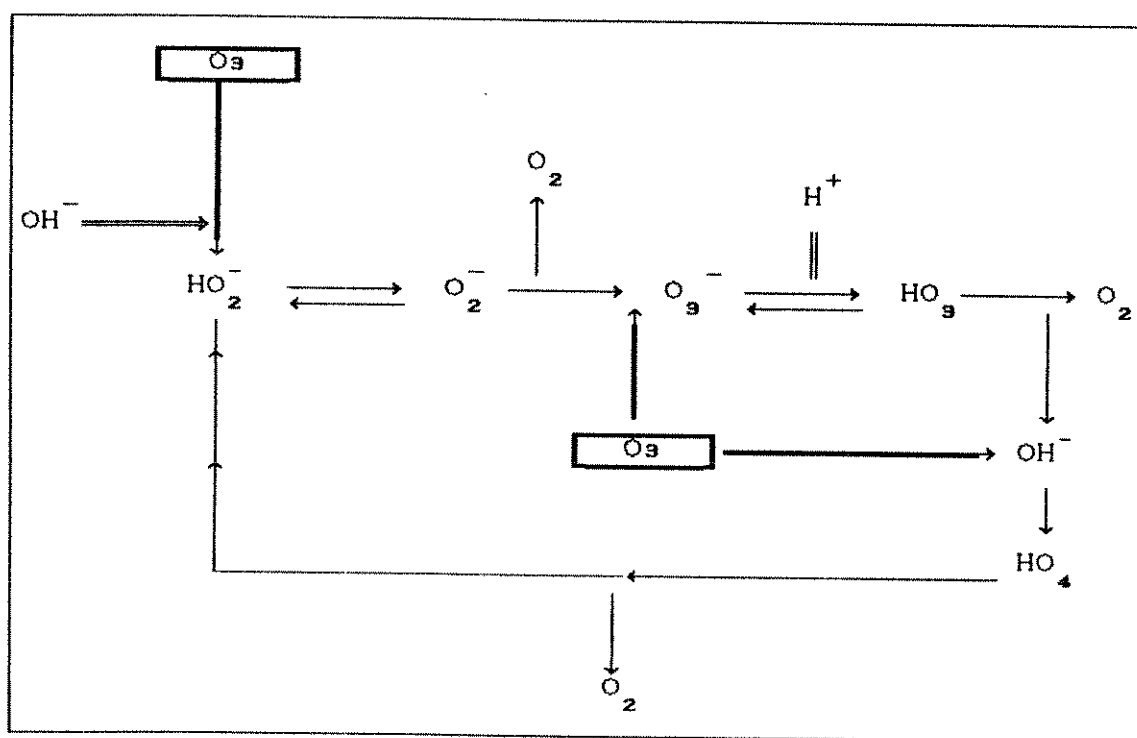 O₃
O₂
H⁺
OH⁻
HO₂⁻ O₂⁻ O₃⁻ HO₃ O₂
O₃ OH⁻
HO₄
O₂